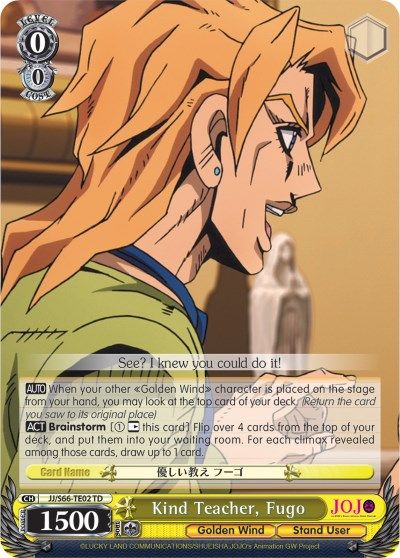 LEVEL
0
0
COST
See? I knew you could do it!
AUTO When your other «Golden Wind» character is placed on the stage
from your hand, you may look at the top card of your deck. (Return the card
you saw to its original place)
ACT Brainstorm [① this card] Flip over 4 cards from the top of your
deck, and put them into your waiting room. For each climax revealed
among those cards, draw up to 1 card.
Card Name 優しい教え フーゴ
CD JJ/S66-TE02 TD
Kind Teacher, Fugo
JOJO
POWER 1500 SOUL
Golden Wind Stand User
©LUCKY LAND COMMUNICATIONS/SHUEISHA,JOJO's Animation GW Project